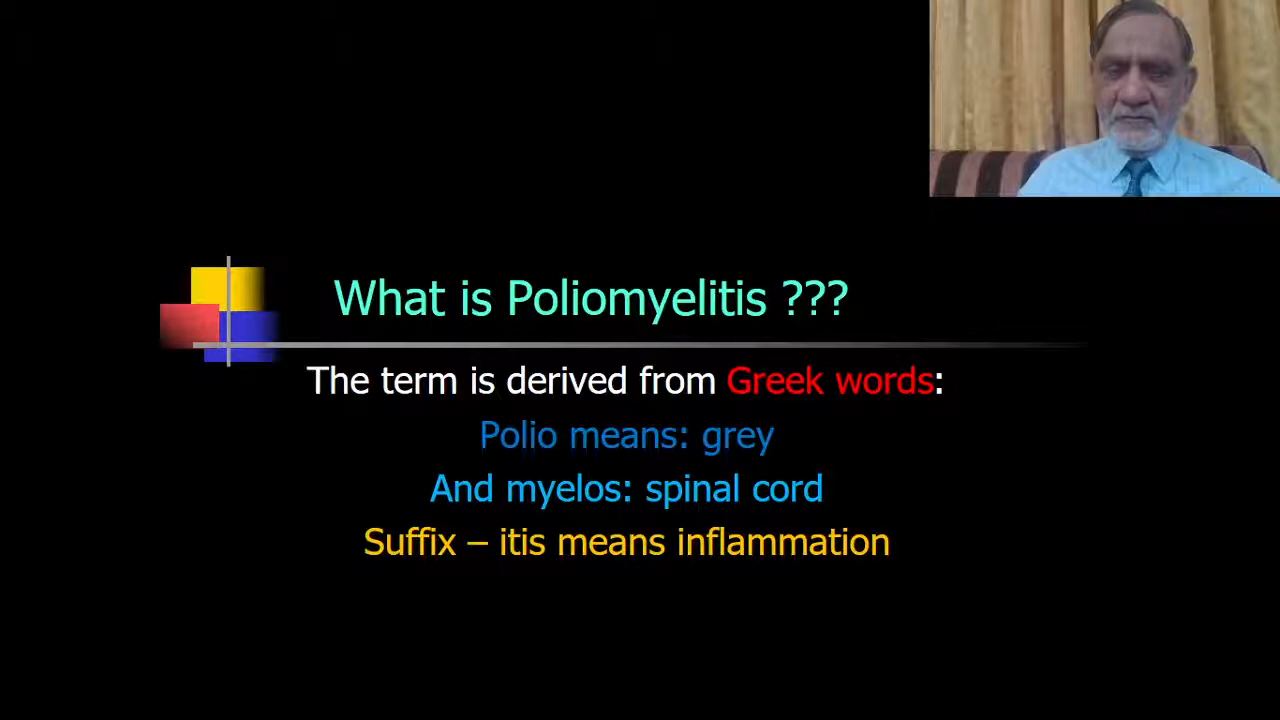 What is Poliomyelitis ???
The term is derived from Greek words:
Polio means: grey
And myelos: spinal cord
Suffix – itis means inflammation